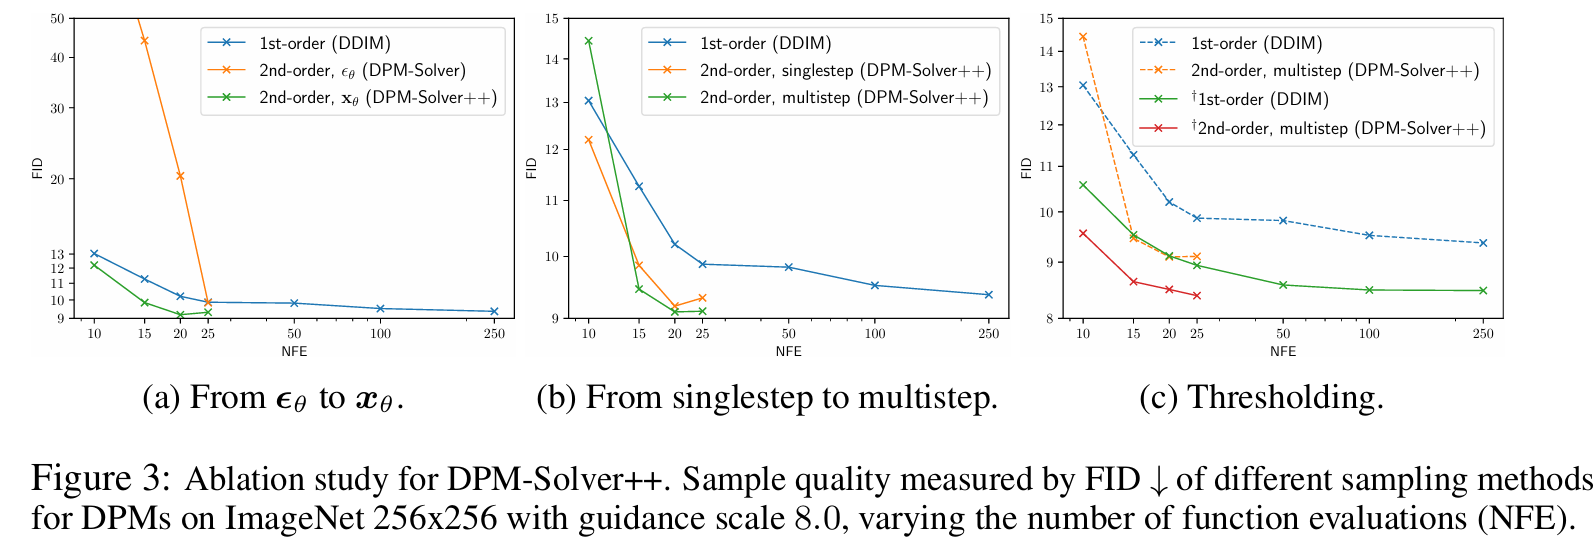 50
40
30
20
13
12
11
10
9
FID
1st-order (DDIM)
2nd-order, ϵθ (DPM-Solver)
2nd-order, xθ (DPM-Solver++)
10 15 20 25 50 100 250
NFE
(a) From ϵθ to xθ.
15
14
13
12
11
10
9
FID
1st-order (DDIM)
2nd-order, singlestep (DPM-Solver++)
2nd-order, multistep (DPM-Solver++)
10 15 20 25 50 100 250
NFE
(b) From singlestep to multistep.
15
14
13
12
11
10
9
8
FID
1st-order (DDIM)
2nd-order, multistep (DPM-Solver++)
†1st-order (DDIM)
†2nd-order, multistep (DPM-Solver++)
10 15 20 25 50 100 250
NFE
(c) Thresholding.
Figure 3: Ablation study for DPM-Solver++. Sample quality measured by FID ↓ of different sampling methods
for DPMs on ImageNet 256x256 with guidance scale 8.0, varying the number of function evaluations (NFE).